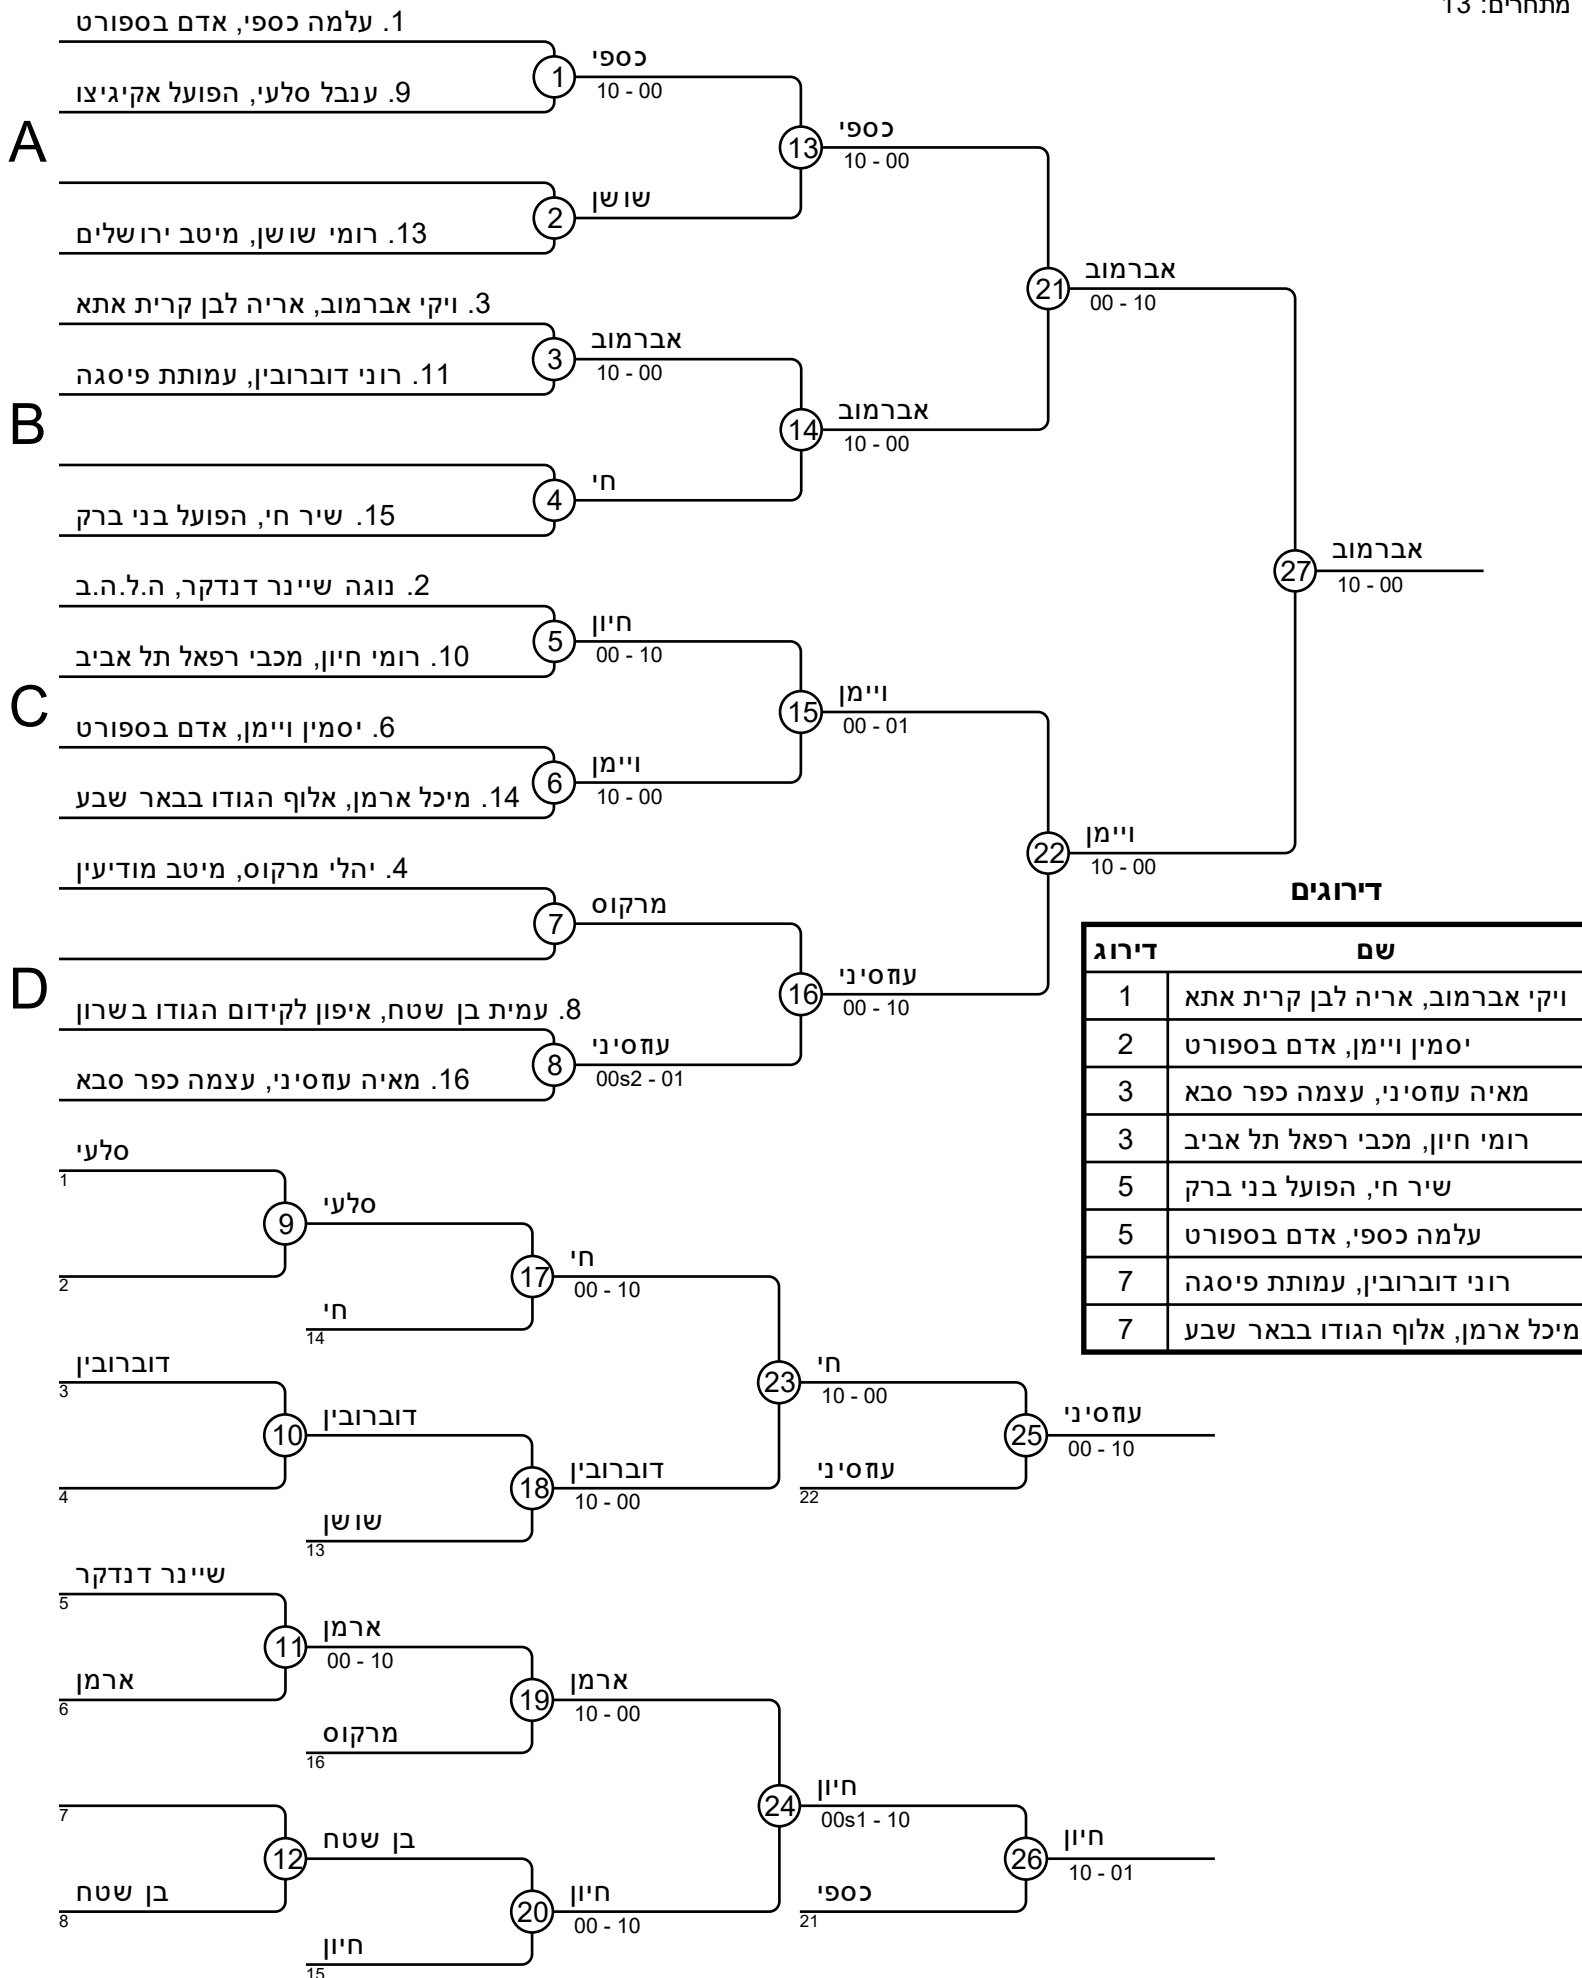 מתחרים: 13
1. עלמה כספי, אדם בספורט
9. ענבל סלעי, הפועל אקיגיצו
1
כספי
10 - 00
A
13. רומי שושן, מיטב ירושלים
2
שושן
13
כספי
10 - 00
3. ויקי אברמוב, אריה לבן קרית אתא
11. רוני דוברובין, עמותת פיסגה
3
אברמוב
10 - 00
B
15. שיר חי, הפועל בני ברק
4
חי
14
אברמוב
10 - 00
21
אברמוב
00 - 10
2. נוגה שיינר דנדקר, ה.ל.ה.ב
10. רומי חיון, מכבי רפאל תל אביב
5
חיון
00 - 10
C
6. יסמין ויימן, אדם בספורט
14. מיכל ארמן, אלוף הגודו בבאר שבע
6
ויימן
10 - 00
15
ויימן
00 - 01
4. יהלי מרקוס, מיטב מודיעין
7
מרקוס
D
8. עמית בן שטח, איפון לקידום הגודו בשרון
16. מאיה עוזסיני, עצמה כפר סבא
8
עוזסיני
00s2 - 01
16
עוזסיני
00 - 10
22
ויימן
10 - 00
27
אברמוב
10 - 00
דירוגים
דירוג שם
1 ויקי אברמוב, אריה לבן קרית אתא
2 יסמין ויימן, אדם בספורט
3 מאיה עוזסיני, עצמה כפר סבא
3 רומי חיון, מכבי רפאל תל אביב
5 שיר חי, הפועל בני ברק
5 עלמה כספי, אדם בספורט
7 רוני דוברובין, עמותת פיסגה
7 מיכל ארמן, אלוף הגודו בבאר שבע
סלעי
1
2
9
סלעי
חי
14
17
חי
00 - 10
דוברובין
3
4
10
דוברובין
שושן
13
18
דוברובין
10 - 00
23
חי
10 - 00
עוזסיני
22
25
עוזסיני
00 - 10
שיינר דנדקר
5
ארמן
6
11
ארמן
00 - 10
מרקוס
16
19
ארמן
10 - 00
7
בן שטח
8
12
בן שטח
חיון
15
20
חיון
00 - 10
24
חיון
00s1 - 10
כספי
21
26
חיון
10 - 01